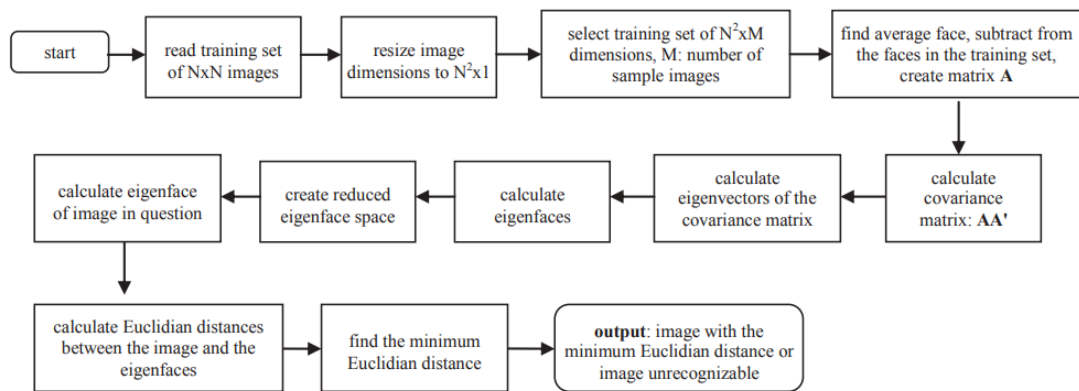 start
read training set
of NxN images
resize image
dimensions to N²x1
select training set of N²xM
dimensions, M: number of
sample images
find average face, subtract from
the faces in the training set,
create matrix A
calculate
covariance
matrix: AA'
calculate
eigenvectors of the
covariance matrix
calculate
eigenfaces
create reduced
eigenface space
calculate eigenface
of image in question
calculate Euclidian distances
between the image and the
eigenfaces
find the minimum
Euclidian distance
output: image with the
minimum Euclidian distance or
image unrecognizable